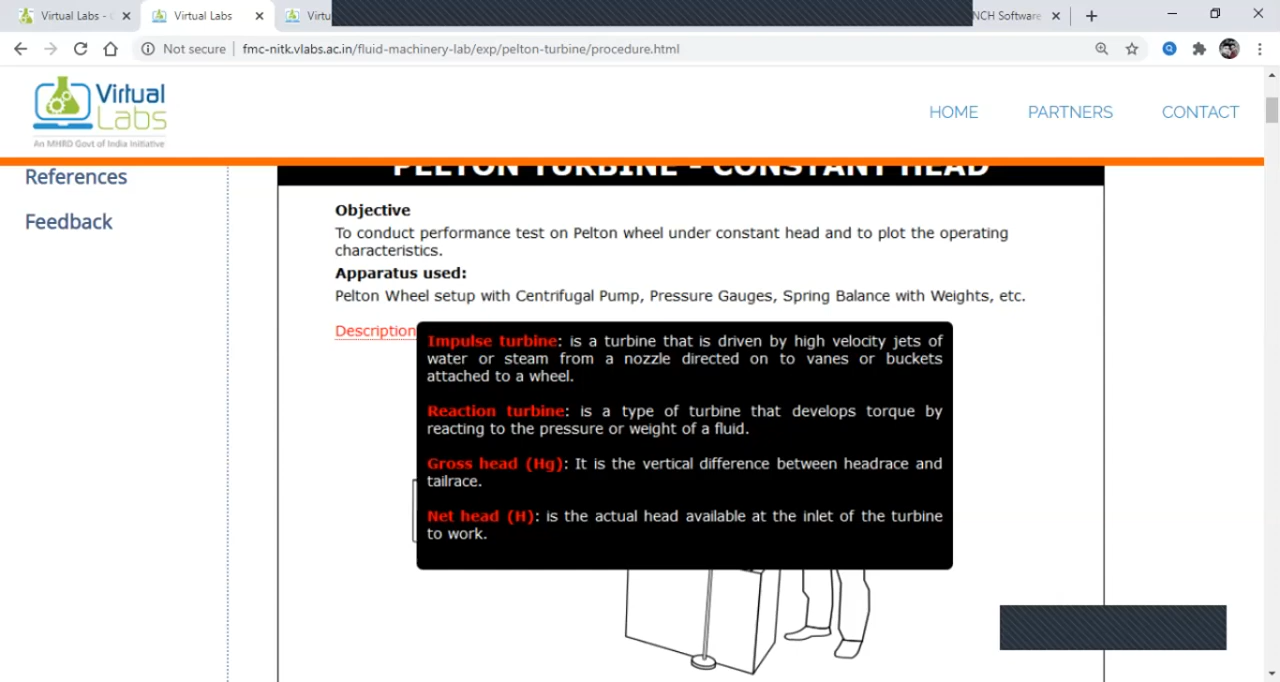 Virtual Labs -
Virtual Labs
Virtu
NCH Software
Not secure
fmc-nitk.vlabs.ac.in/fluid-machinery-lab/exp/pelton-turbine/procedure.html
Virtual
Labs
An MHRD Govt of India Initiative
HOME
PARTNERS
CONTACT
References
Feedback
PELTON TURBINE - CONSTANT HEAD
Objective
To conduct performance test on Pelton wheel under constant head and to plot the operating
characteristics.
Apparatus used:
Pelton Wheel setup with Centrifugal Pump, Pressure Gauges, Spring Balance with Weights, etc.
Description
Impulse turbine: is a turbine that is driven by high velocity jets of
water or steam from a nozzle directed on to vanes or buckets
attached to a wheel.
Reaction turbine: is a type of turbine that develops torque by
reacting to the pressure or weight of a fluid.
Gross head (Hg): It is the vertical difference between headrace and
tailrace.
Net head (H): is the actual head available at the inlet of the turbine
to work.